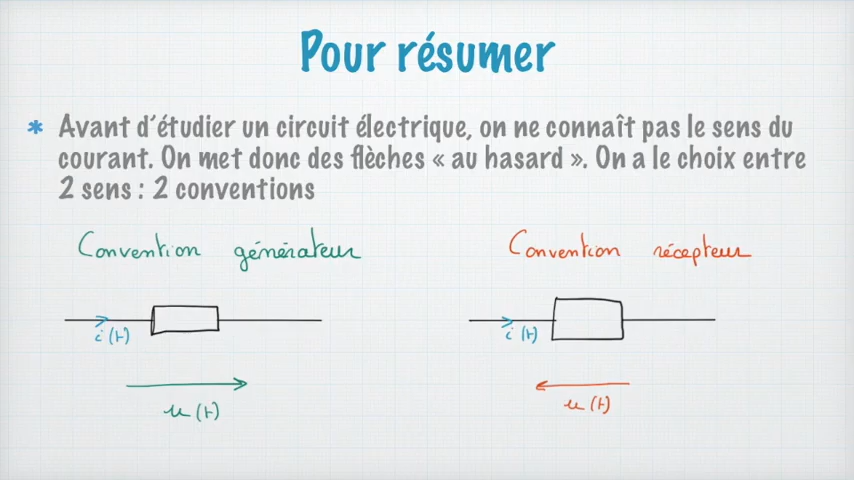 Pour résumer
* Avant d'étudier un circuit électrique, on ne connaît pas le sens du
courant. On met donc des flèches « au hasard ». On a le choix entre
2 sens : 2 conventions
Convention générateur
Convention récepteur
i(t)
i(t)
u(t)
u(t)